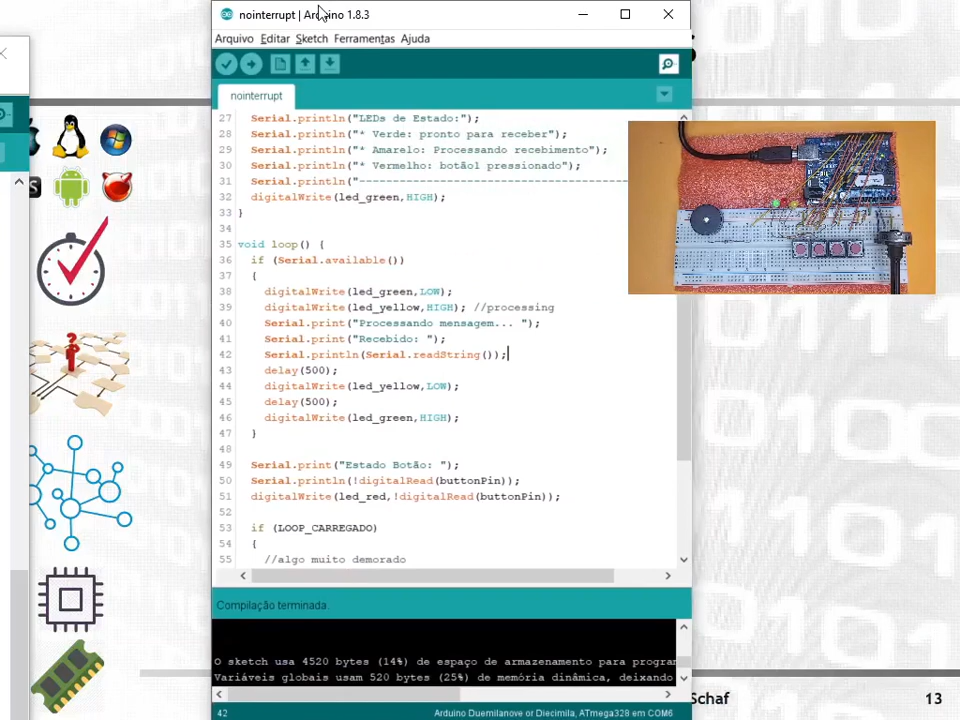 nointerrupt | Arduino 1.8.3
Arquivo Editar Sketch Ferramentas Ajuda
nointerrupt
27 Serial.println("LEDs de Estado:");
28 Serial.println("* Verde: pronto para receber");
29 Serial.println("* Amarelo: Processando recebimento");
30 Serial.println("* Vermelho: botão1 pressionado");
31 Serial.println("----------------------------------------
32 digitalWrite(led_green,HIGH);
33 }
34
35 void loop() {
36 if (Serial.available())
37 {
38 digitalWrite(led_green,LOW);
39 digitalWrite(led_yellow,HIGH); //processing
40 Serial.print("Processando mensagem... ");
41 Serial.print("Recebido: ");
42 Serial.println(Serial.readString());
43 delay(500);
44 digitalWrite(led_yellow,LOW);
45 delay(500);
46 digitalWrite(led_green,HIGH);
47 }
48
49 Serial.print("Estado Botão: ");
50 Serial.println(!digitalRead(buttonPin));
51 digitalWrite(led_red,!digitalRead(buttonPin));
52
53 if (LOOP_CARREGADO)
54 {
55 //algo muito demorado
Compilação terminada.
O sketch usa 4520 bytes (14%) de espaço de armazenamento para progra
Variáveis globais usam 520 bytes (25%) de memória dinâmica, deixando
42 Arduino Duemilanove or Diecimila, ATmega328 em COM6
Schaf 13